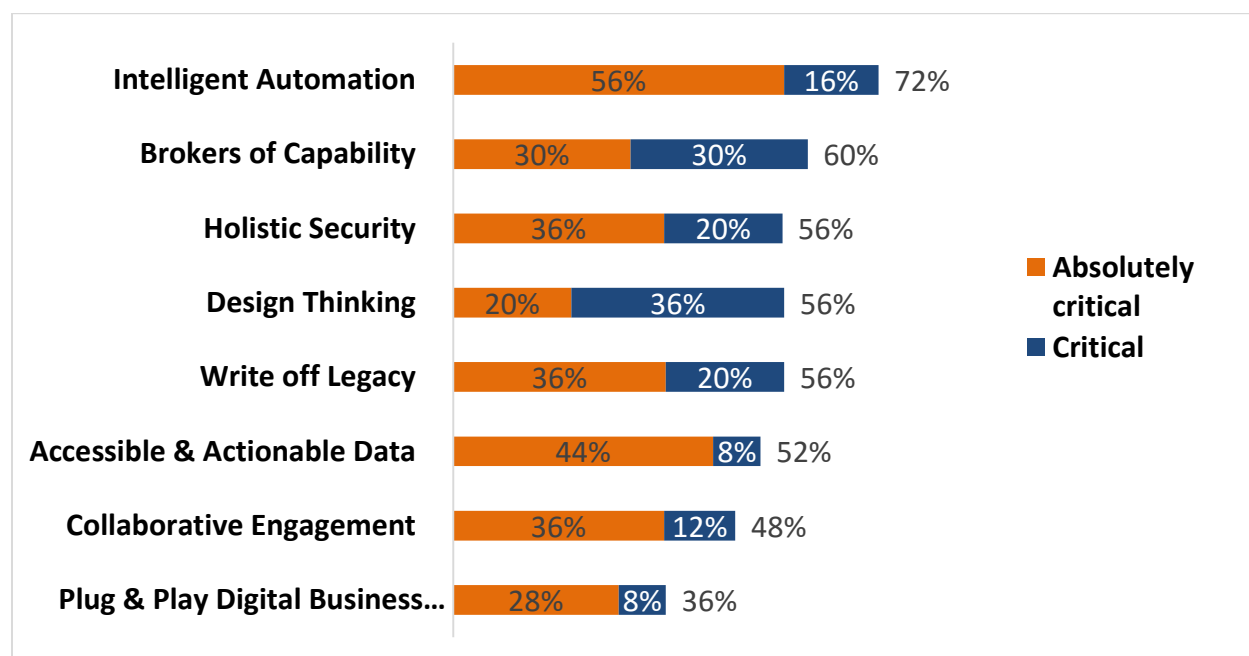 Intelligent Automation 56% 16% 72%
Brokers of Capability 30% 30% 60%
Holistic Security 36% 20% 56%
Design Thinking 20% 36% 56%
Write off Legacy 36% 20% 56%
Accessible & Actionable Data 44% 8% 52%
Collaborative Engagement 36% 12% 48%
Plug & Play Digital Business... 28% 8% 36%
Absolutely
critical
Critical